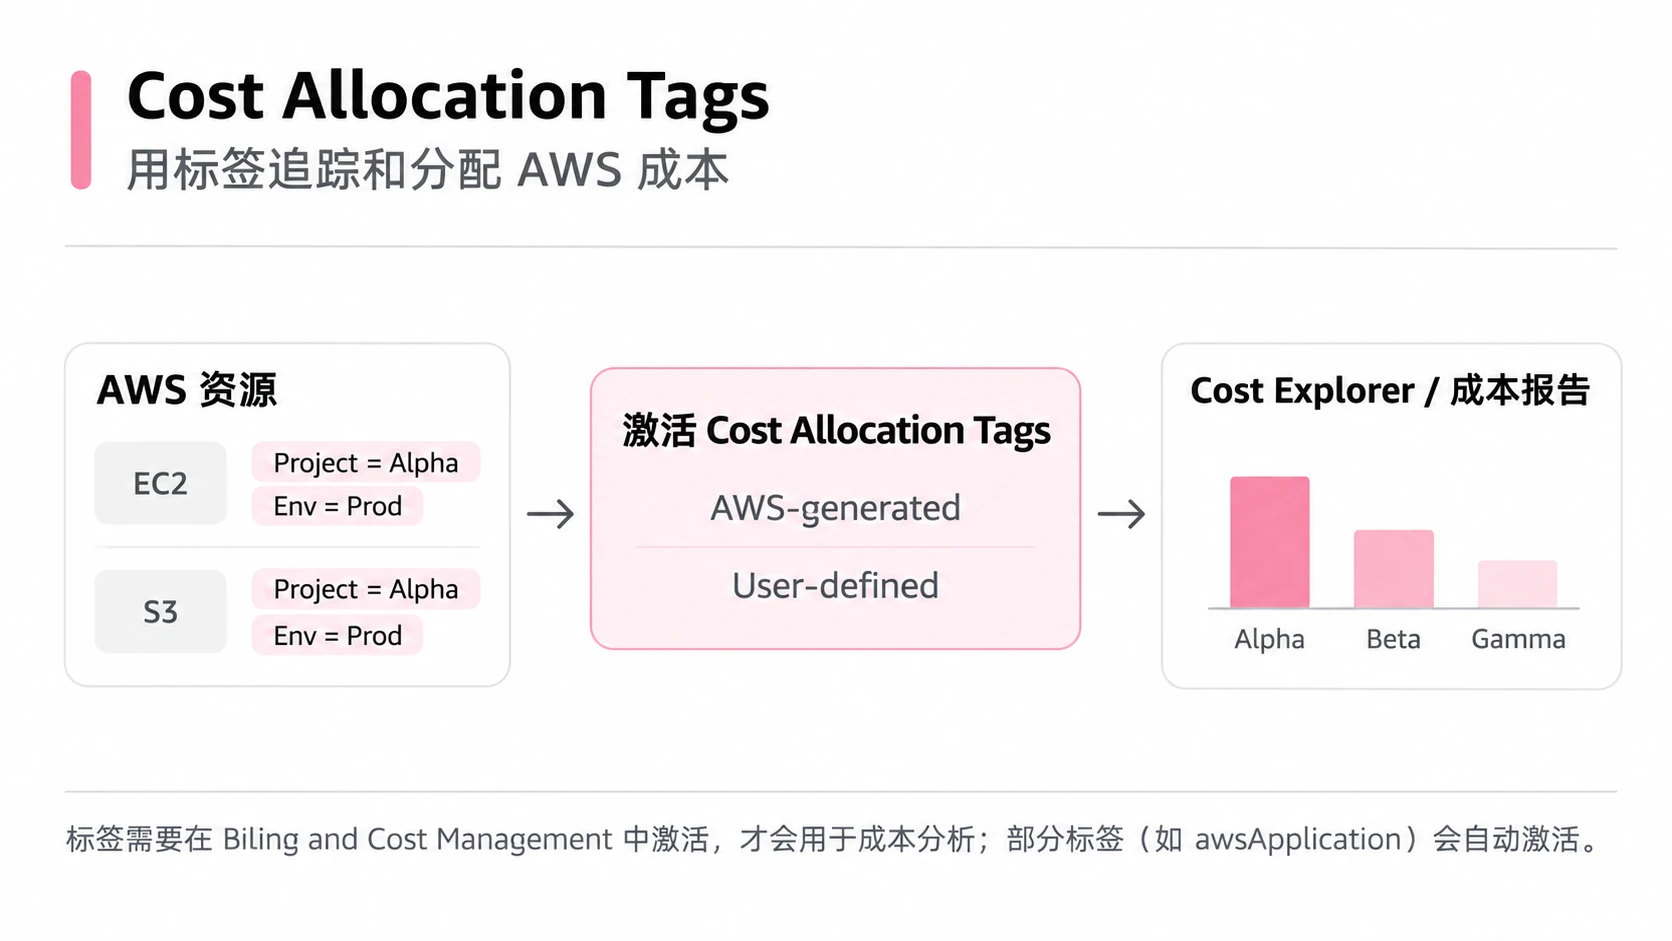 Cost Allocation Tags
用标签追踪和分配 AWS 成本
AWS 资源
EC2
Project = Alpha
Env = Prod
S3
Project = Alpha
Env = Prod
激活 Cost Allocation Tags
AWS-generated
User-defined
Cost Explorer / 成本报告
Alpha
Beta
Gamma
标签需要在 Biling and Cost Management 中激活，才会用于成本分析；部分标签（如 awsApplication）会自动激活。